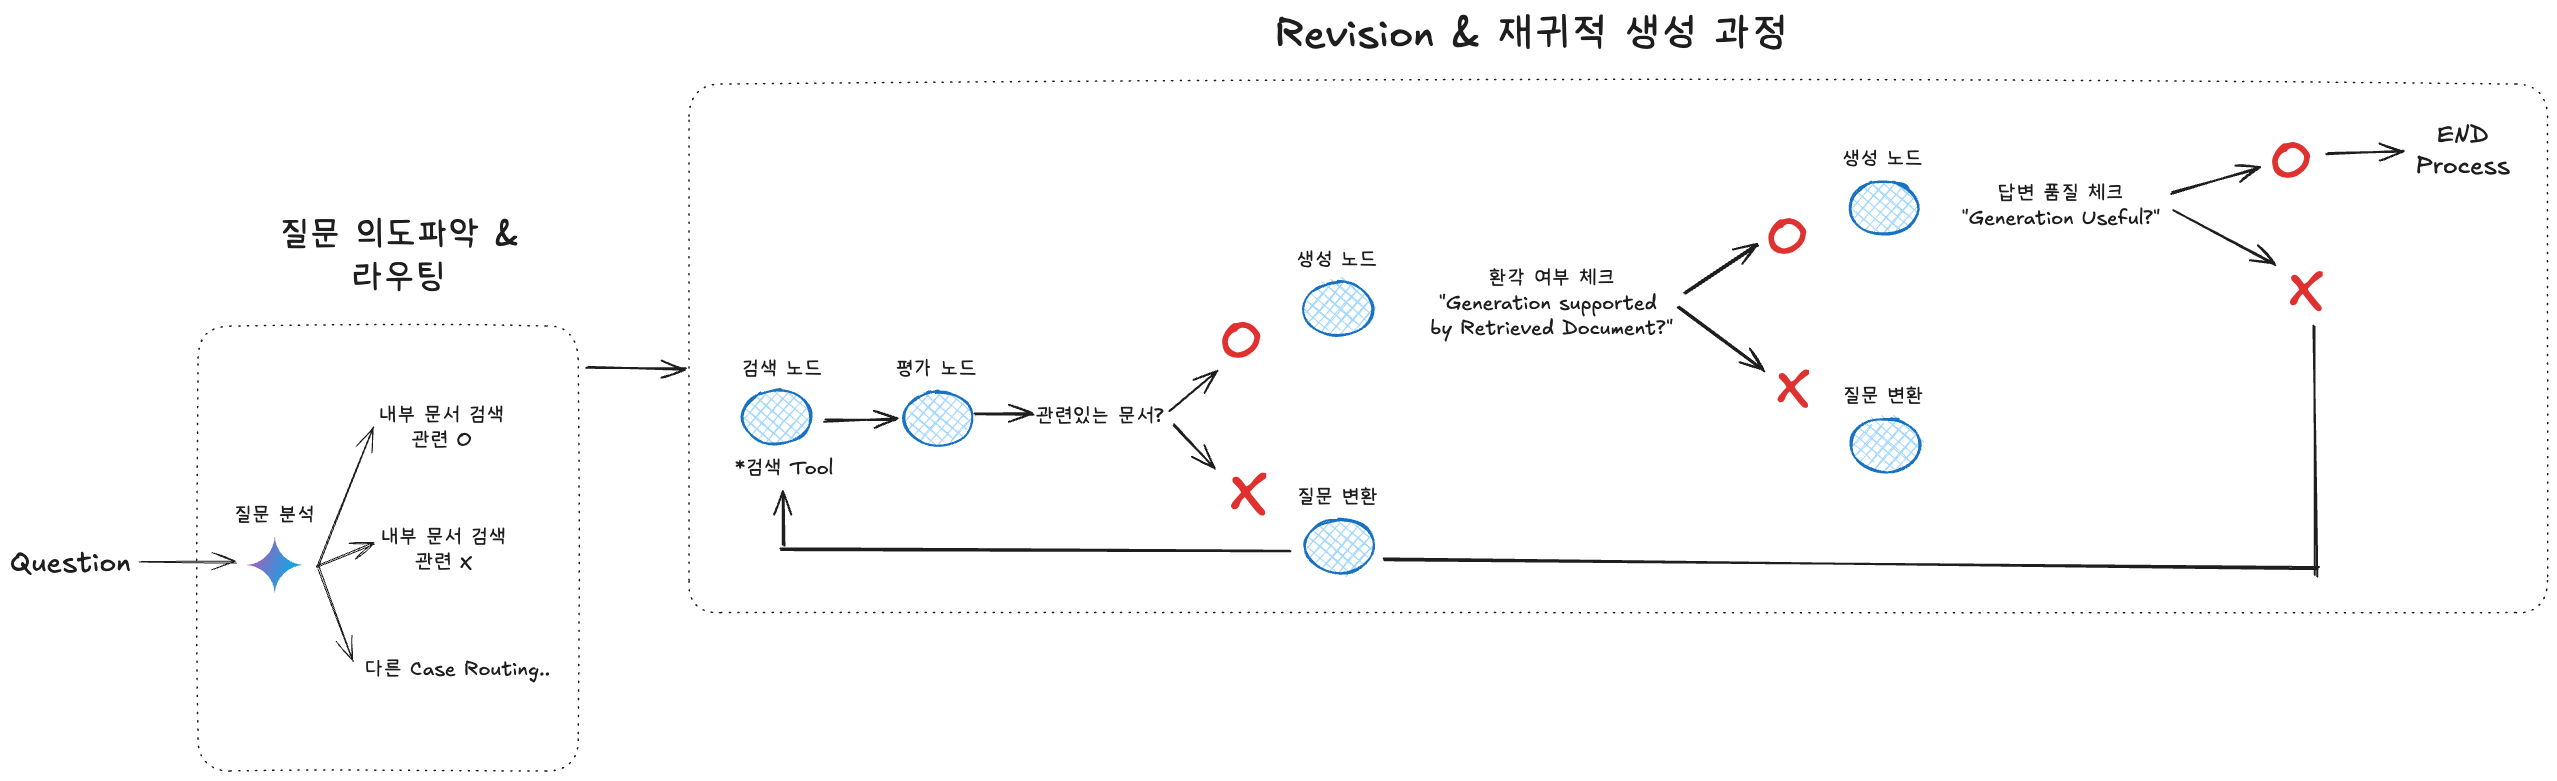 Revision & 재귀적 생성 과정
질문 의도파악 &
라우팅
Question
질문 분석
내부 문서 검색
관련 O
내부 문서 검색
관련 x
다른 Case Routing..
검색 노드
*검색 Tool
평가 노드
관련있는 문서?
생성 노드
질문 변환
환각 여부 체크
"Generation supported
by Retrieved Document?"
생성 노드
질문 변환
답변 품질 체크
"Generation Useful?"
END
Process